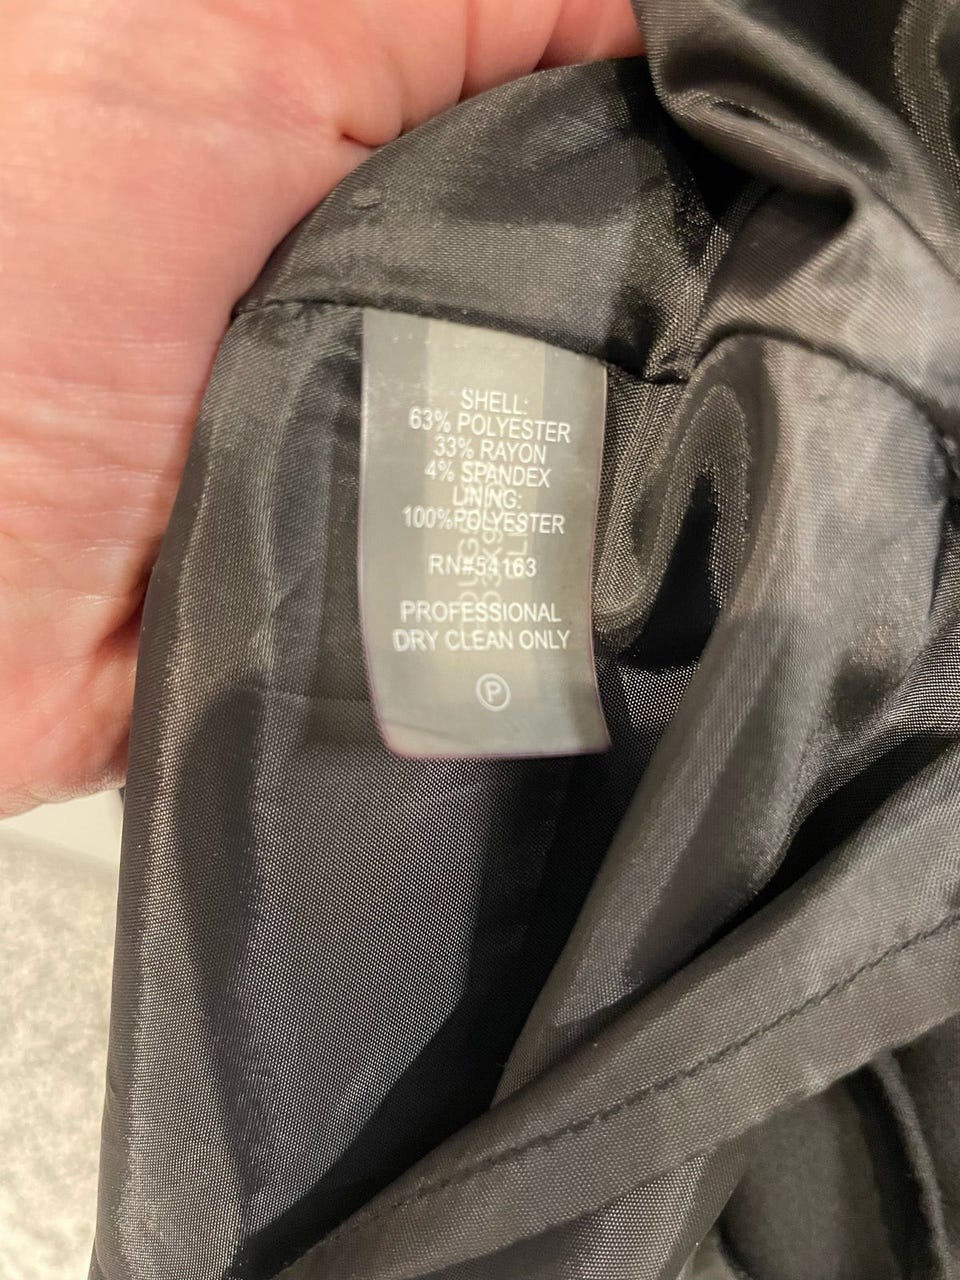 SHELL:
63% POLYESTER
33% RAYON
4% SPANDEX
LINING:
100%POLYESTER
RN#54163
PROFESSIONAL
DRY CLEAN ONLY
P